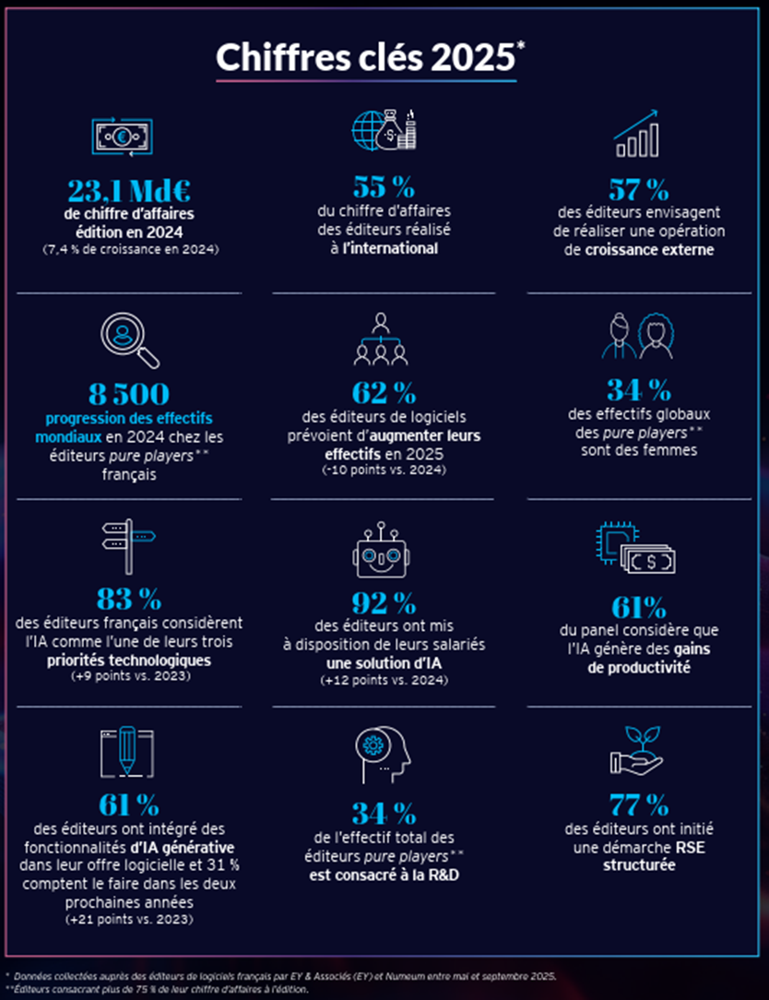 Chiffres clés 2025*
23,1 Md€
de chiffre d'affaires
édition en 2024
(7,4 % de croissance en 2024)
55 %
du chiffre d'affaires
des éditeurs réalisé
à l'international
57 %
des éditeurs envisagent
de réaliser une opération
de croissance externe
8 500
progression des effectifs
mondiaux en 2024 chez les
éditeurs pure players**
français
62 %
des éditeurs de logiciels
prévoient d'augmenter leurs
effectifs en 2025
(-10 points vs. 2024)
34 %
des effectifs globaux
des pure players**
sont des femmes
83 %
des éditeurs français considèrent
l'IA comme l'une de leurs trois
priorités technologiques
(+9 points vs. 2023)
92 %
des éditeurs ont mis
à disposition de leurs salariés
une solution d'IA
(+12 points vs. 2024)
61%
du panel considère que
l'IA génère des gains
de productivité
61 %
des éditeurs ont intégré des
fonctionnalités d'IA générative
dans leur offre logicielle et 31 %
comptent le faire dans les deux
prochaines années
(+21 points vs. 2023)
34 %
de l'effectif total des
éditeurs pure players**
est consacré à la R&D
77 %
des éditeurs ont initié
une démarche RSE
structurée
* Données collectées auprès des éditeurs de logiciels français par EY & Associés (EY) et Numeum entre mai et septembre 2025.
**Éditeurs consacrant plus de 75 % de leur chiffre d'affaires à l'édition.